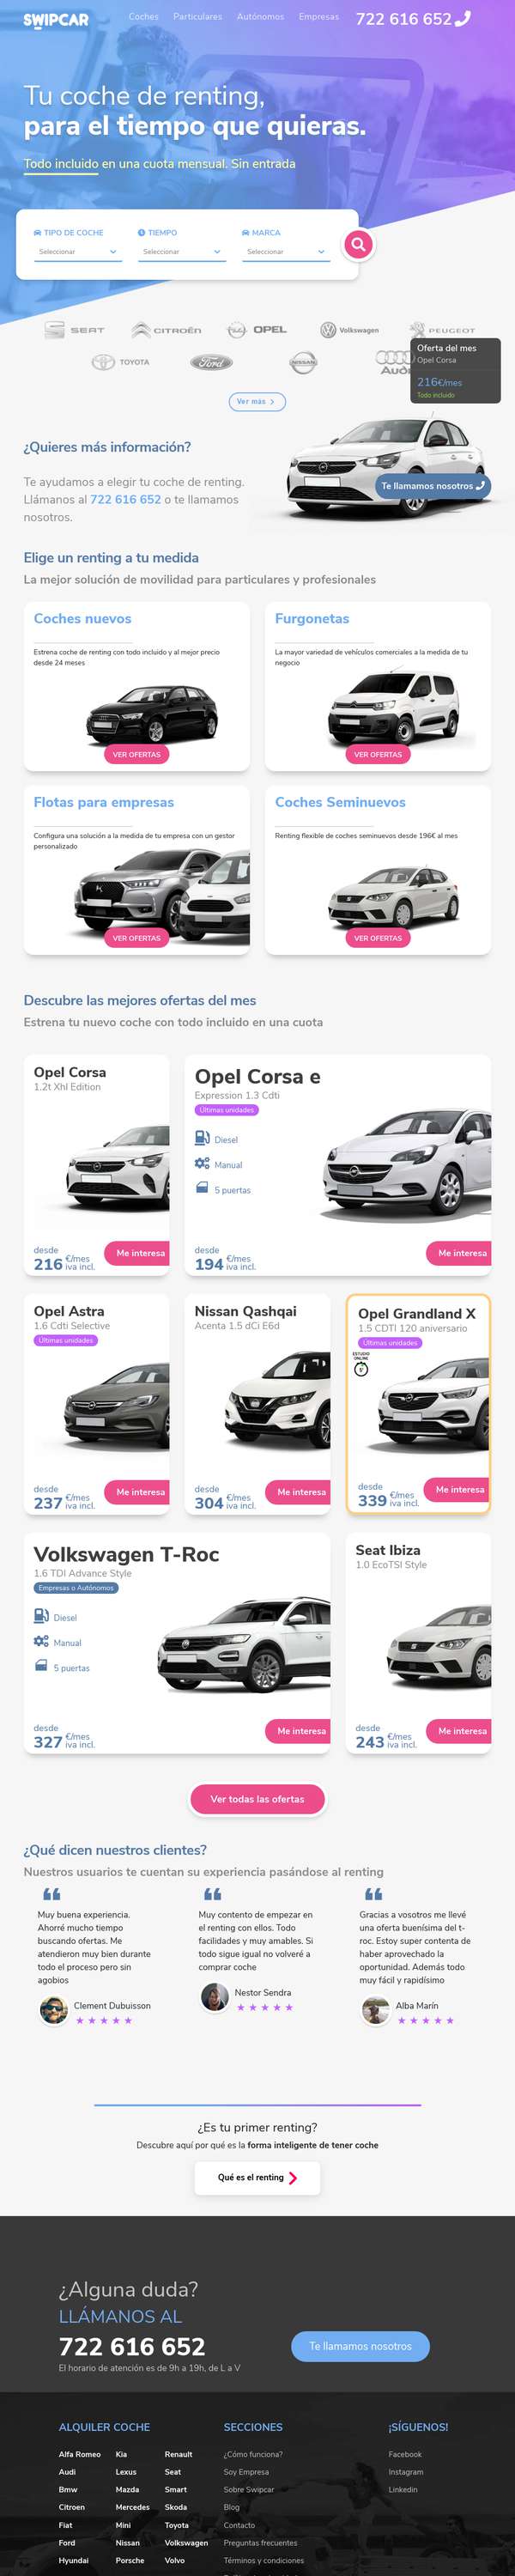 SWIPCAR
Coches Particulares Autónomos Empresas 722 616 652
Tu coche de renting,
para el tiempo que quieras.
Todo incluido en una cuota mensual. Sin entrada
TIPO DE COCHE TIEMPO MARCA
Seleccionar Seleccionar Seleccionar
SEAT CITROËN OPEL Volkswagen PEUGEOT
TOYOTA Ford NISSAN Audi
Oferta del mes
Opel Corsa
216€/mes
Todo incluido
Ver más
¿Quieres más información?
Te ayudamos a elegir tu coche de renting.
Llámanos al 722 616 652 o te llamamos
nosotros.
Te llamamos nosotros
Elige un renting a tu medida
La mejor solución de movilidad para particulares y profesionales
Coches nuevos
Estrena coche de renting con todo incluido y al mejor precio
desde 24 meses
VER OFERTAS
Furgonetas
La mayor variedad de vehículos comerciales a la medida de tu
negocio
VER OFERTAS
Flotas para empresas
Configura una solución a la medida de tu empresa con un gestor
personalizado
VER OFERTAS
Coches Seminuevos
Renting flexible de coches seminuevos desde 196€ al mes
VER OFERTAS
Descubre las mejores ofertas del mes
Estrena tu nuevo coche con todo incluido en una cuota
Opel Corsa
1.2t Xhl Edition
desde
216 €/mes
iva incl.
Me interesa
Opel Corsa e
Expression 1.3 Cdti
Últimas unidades
Diesel
Manual
5 puertas
desde
194 €/mes
iva incl.
Me interesa
Opel Astra
1.6 Cdti Selective
Últimas unidades
desde
237 €/mes
iva incl.
Me interesa
Nissan Qashqai
Acenta 1.5 dCi E6d
desde
304 €/mes
iva incl.
Me interesa
Opel Grandland X
1.5 CDTI 120 aniversario
Últimas unidades
ESTUDIO
ONLINE
5'
desde
339 €/mes
iva incl.
Me interesa
Volkswagen T-Roc
1.6 TDI Advance Style
Empresas o Autónomos
Diesel
Manual
5 puertas
desde
327 €/mes
iva incl.
Me interesa
Seat Ibiza
1.0 EcoTSI Style
desde
243 €/mes
iva incl.
Me interesa
Ver todas las ofertas
¿Qué dicen nuestros clientes?
Nuestros usuarios te cuentan su experiencia pasándose al renting
Muy buena experiencia.
Ahorré mucho tiempo
buscando ofertas. Me
atendieron muy bien durante
todo el proceso pero sin
agobios
Clement Dubuisson
Muy contento de empezar en
el renting con ellos. Todo
facilidades y muy amables. Si
todo sigue igual no volveré a
comprar coche
Nestor Sendra
Gracias a vosotros me llevé
una oferta buenísima del t-
roc. Estoy super contenta de
haber aprovechado la
oportunidad. Además todo
muy fácil y rapidísimo
Alba Marín
¿Es tu primer renting?
Descubre aquí por qué es la forma inteligente de tener coche
Qué es el renting
¿Alguna duda?
LLÁMANOS AL
722 616 652
El horario de atención es de 9h a 19h, de L a V
Te llamamos nosotros
ALQUILER COCHE
Alfa Romeo Kia Renault
Audi Lexus Seat
Bmw Mazda Smart
Citroen Mercedes Skoda
Fiat Mini Toyota
Ford Nissan Volkswagen
Hyundai Porsche Volvo
SECCIONES
¿Cómo funciona?
Soy Empresa
Sobre Swipcar
Blog
Contacto
Preguntas frecuentes
Términos y condiciones
¡SÍGUENOS!
Facebook
Instagram
Linkedin